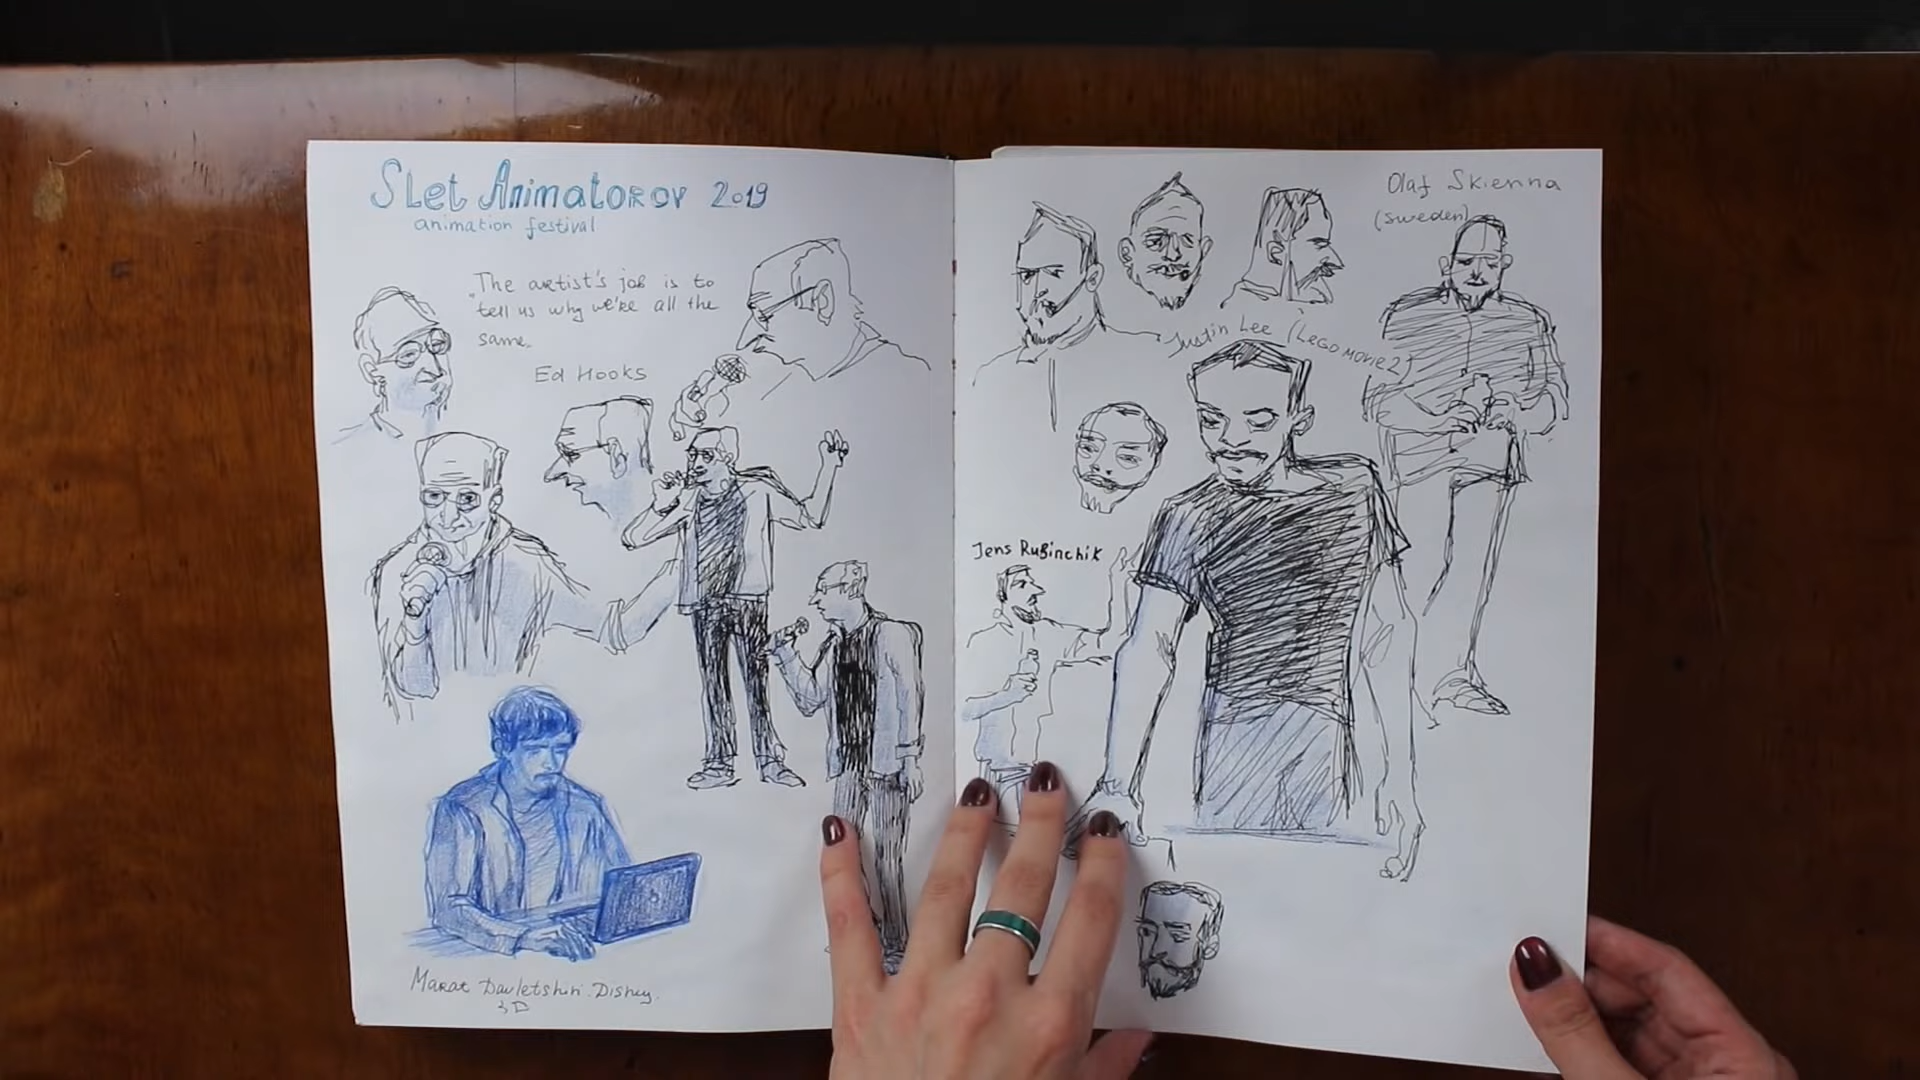 SLet Animatorov 2019
animation festival
"The artist's job is to
tell us why we're all the
same.
Ed Hooks
Marat Davletshin. Disney.
3D
Olaf Skienna
(Sweden)
Justin Lee (Lego Movie 2)
Jens Rubinchik